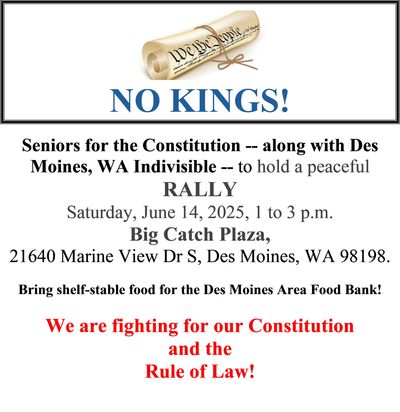 We the People
NO KINGS!
Seniors for the Constitution -- along with Des
Moines, WA Indivisible -- to hold a peaceful
RALLY
Saturday, June 14, 2025, 1 to 3 p.m.
Big Catch Plaza,
21640 Marine View Dr S, Des Moines, WA 98198.
Bring shelf-stable food for the Des Moines Area Food Bank!
We are fighting for our Constitution
and the
Rule of Law!